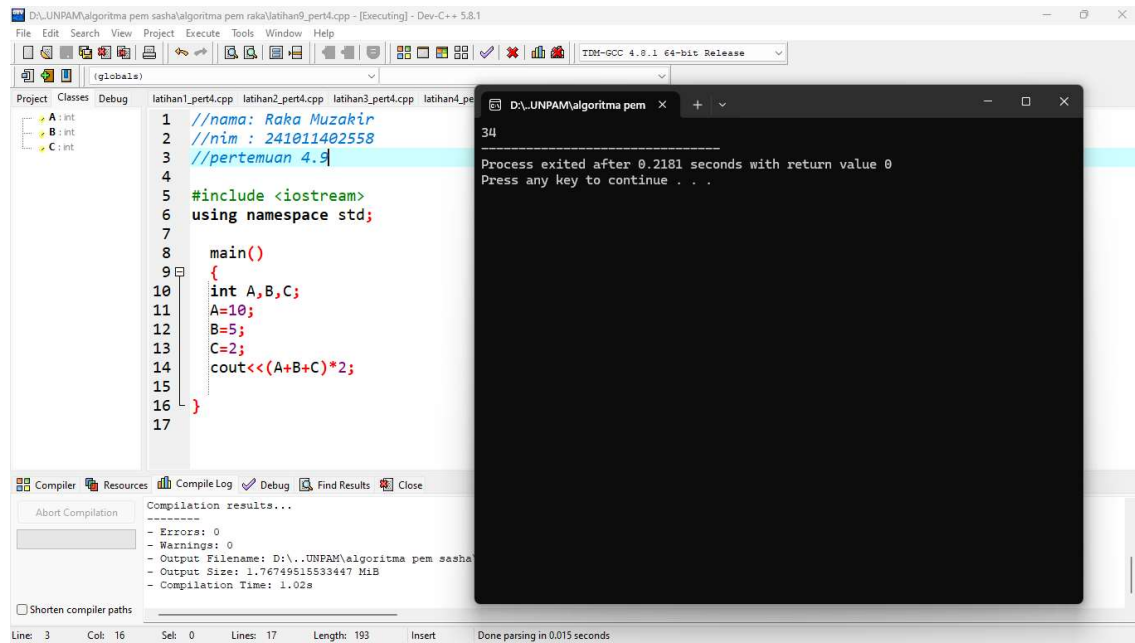 D:\..UNPAM\algoritma pem sasha\algoritma pem raka\latihan9_pert4.cpp - [Executing] - Dev-C++ 5.8.1
File Edit Search View Project Execute Tools Window Help
TDM-GCC 4.8.1 64-bit Release
(globals)
Project Classes Debug
latihan1_pert4.cpp latihan2_pert4.cpp latihan3_pert4.cpp latihan4_pe
A : int
B : int
C : int
1 //nama: Raka Muzakir
2 //nim : 241011402558
3 //pertemuan 4.9
4
5 #include <iostream>
6 using namespace std;
7
8 main()
9 {
10 int A,B,C;
11 A=10;
12 B=5;
13 C=2;
14 cout<<(A+B+C)*2;
15
16 }
17
D:\..UNPAM\algoritma pem
34
--------------------------------
Process exited after 0.2181 seconds with return value 0
Press any key to continue . . .
Compiler Resources Compile Log Debug Find Results Close
Abort Compilation
Shorten compiler paths
Compilation results...
--------
- Errors: 0
- Warnings: 0
- Output Filename: D:\..UNPAM\algoritma pem sasha\
- Output Size: 1.76749515533447 MiB
- Compilation Time: 1.02s
Line: 3 Col: 16 Sel: 0 Lines: 17 Length: 193 Insert Done parsing in 0.015 seconds